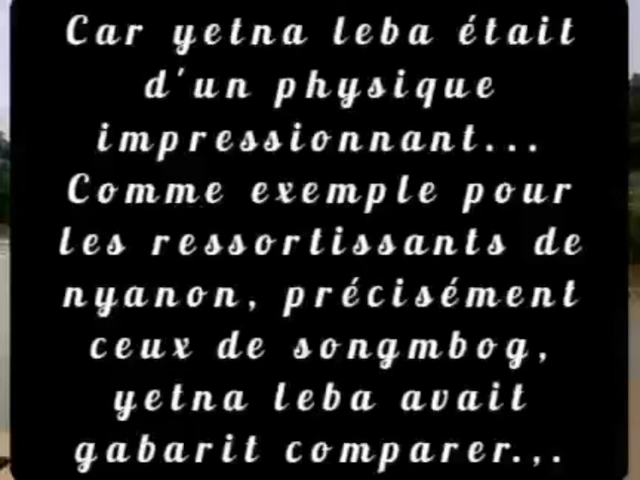 Car yetna leba était
d'un physique
impressionnant...
Comme exemple pour
les ressortissants de
nyanon, précisément
ceux de songmbog,
yetna leba avait
gabarit comparer.,.